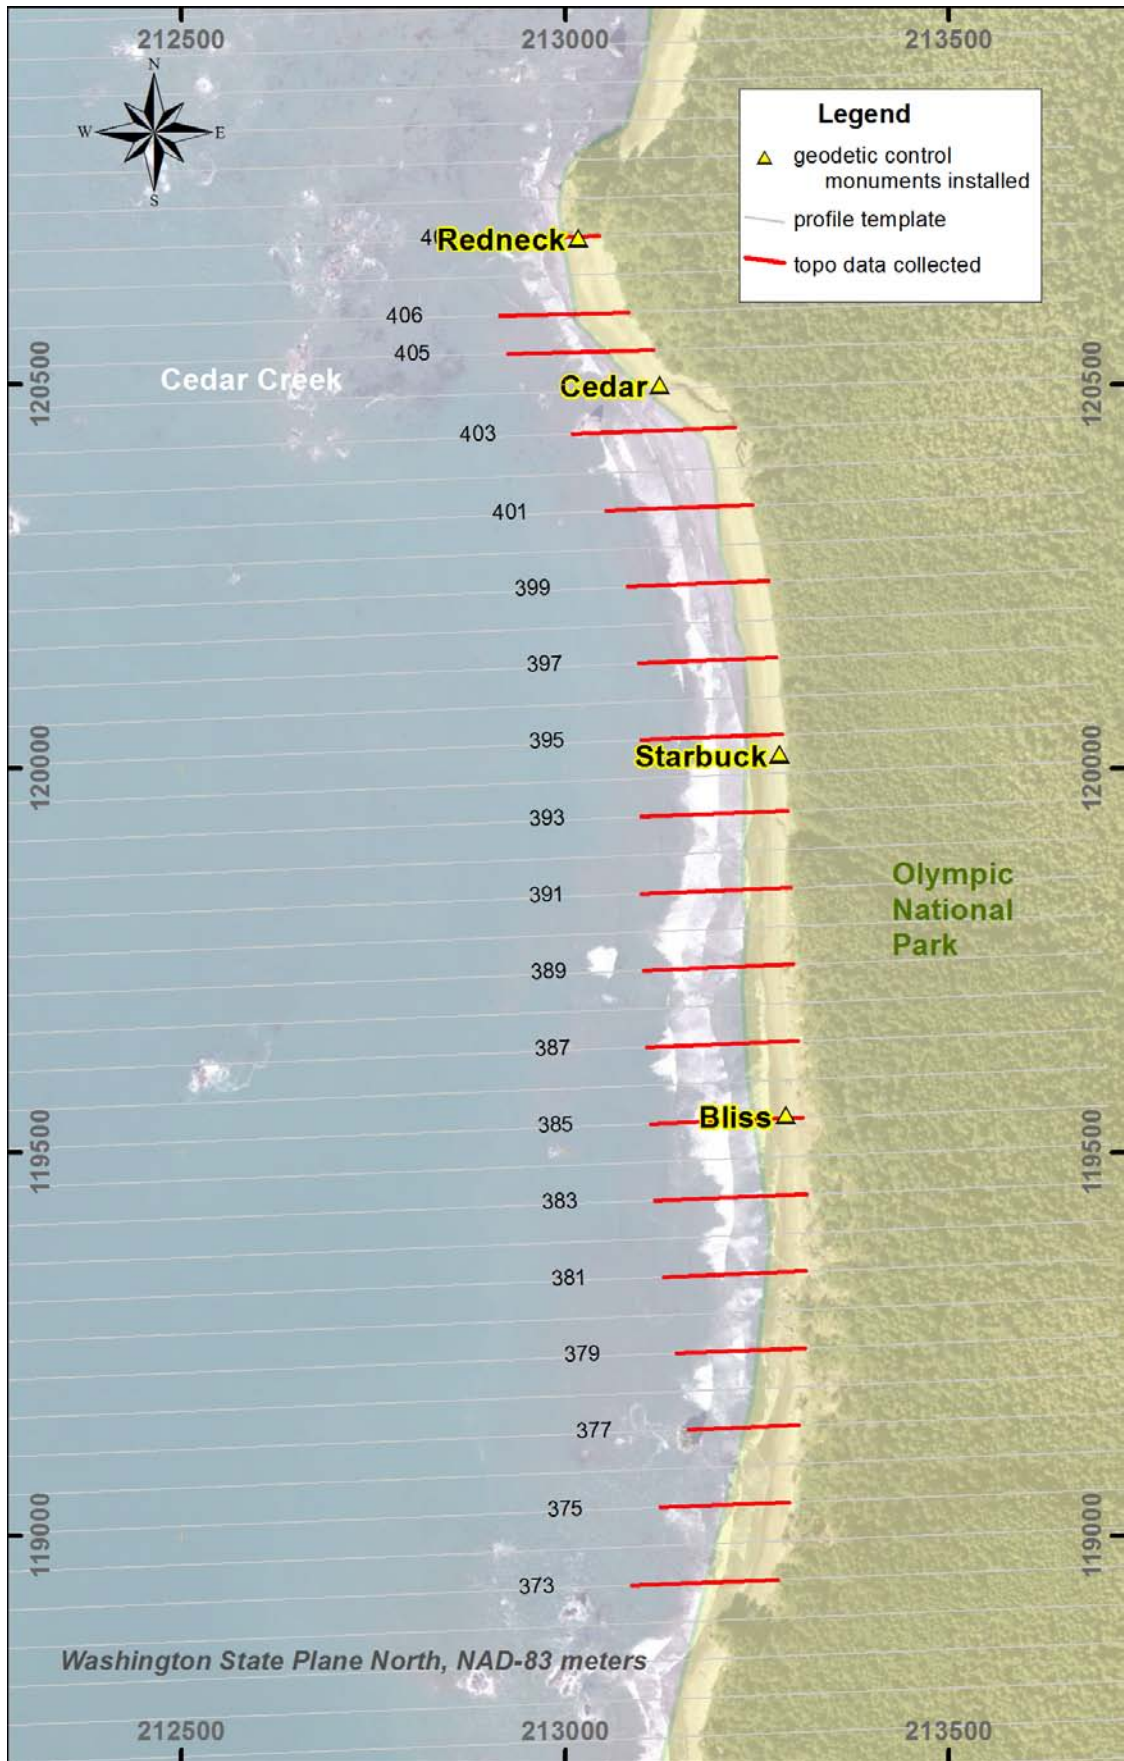 212500 213000 213500
N
W E
S
Legend
geodetic control
monuments installed
profile template
topo data collected
Redneck
406
405
120500 120500
Cedar Creek
Cedar
403
401
399
397
395
Starbuck
120000 120000
393
391
Olympic
National
Park
389
387
385
Bliss
119500 119500
383
381
379
377
375
119000 119000
373
Washington State Plane North, NAD-83 meters
212500 213000 213500